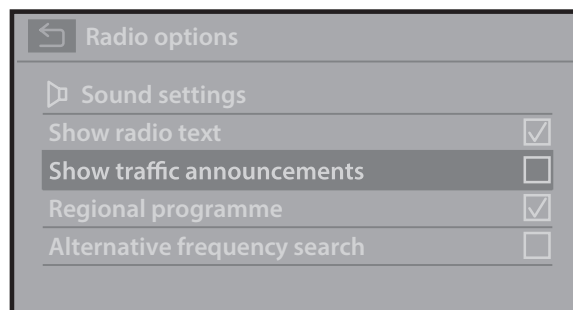 Radio options
Sound settings
Show radio text
Show traffic announcements
Regional programme
Alternative frequency search